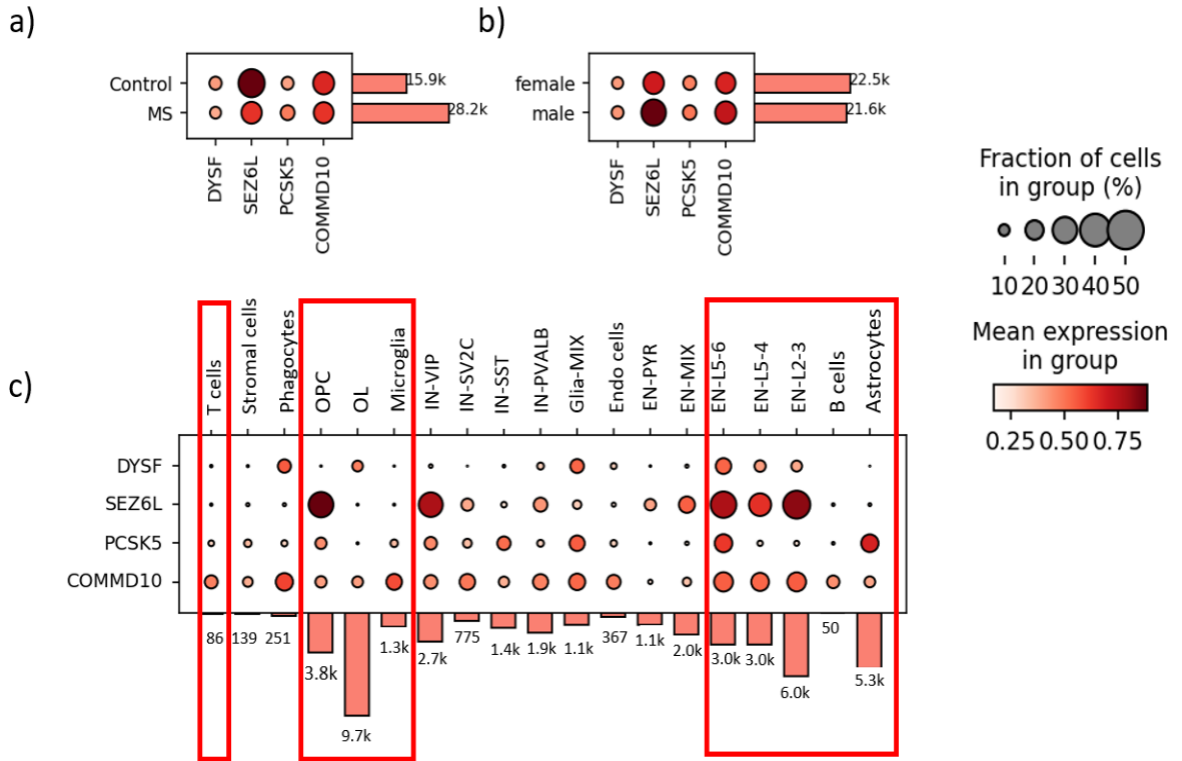 a)
Control
MS
15.9k
28.2k
DYSF
SEZ6L
PCSK5
COMMD10
b)
female
male
22.5k
21.6k
DYSF
SEZ6L
PCSK5
COMMD10
Fraction of cells
in group (%)
10 20 30 40 50
Mean expression
in group
0.25 0.50 0.75
c)
T cells
Stromal cells
Phagocytes
OPC
OL
Microglia
IN-VIP
IN-SV2C
IN-SST
IN-PVALB
Glia-MIX
Endo cells
EN-PYR
EN-MIX
EN-L5-6
EN-L5-4
EN-L2-3
B cells
Astrocytes
DYSF
SEZ6L
PCSK5
COMMD10
86 139 251 3.8k 9.7k 1.3k 2.7k 775 1.4k 1.9k 1.1k 367 1.1k 2.0k 3.0k 3.0k 6.0k 50 5.3k